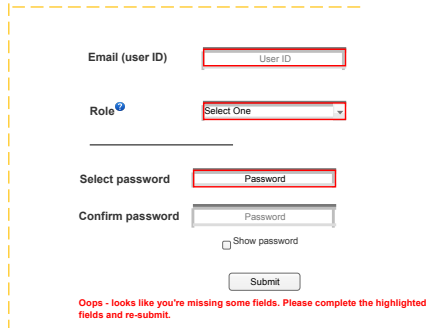 Email (user ID)
User ID
Role ?
Select One
Select password
Password
Confirm password
Password
Show password
Submit
Oops - looks like you're missing some fields. Please complete the highlighted
fields and re-submit.